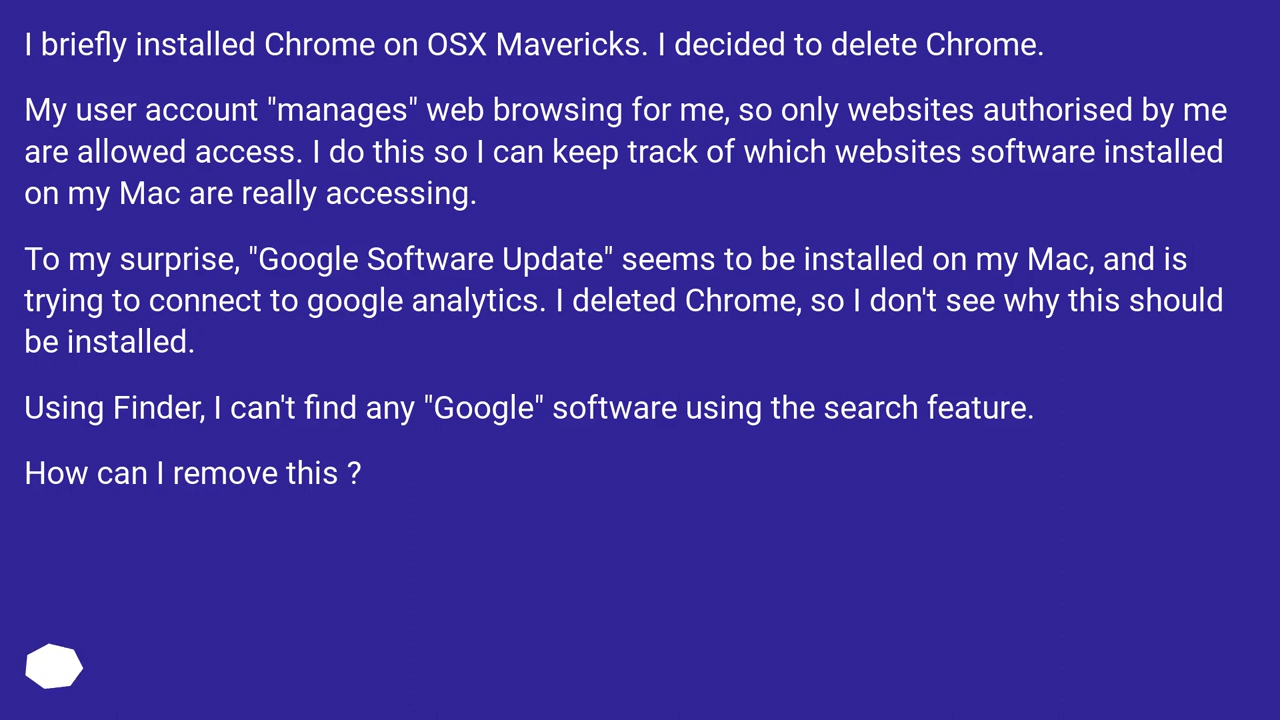 I briefly installed Chrome on OSX Mavericks. I decided to delete Chrome.
My user account "manages" web browsing for me, so only websites authorised by me
are allowed access. I do this so I can keep track of which websites software installed
on my Mac are really accessing.
To my surprise, "Google Software Update" seems to be installed on my Mac, and is
trying to connect to google analytics. I deleted Chrome, so I don't see why this should
be installed.
Using Finder, I can't find any "Google" software using the search feature.
How can I remove this ?